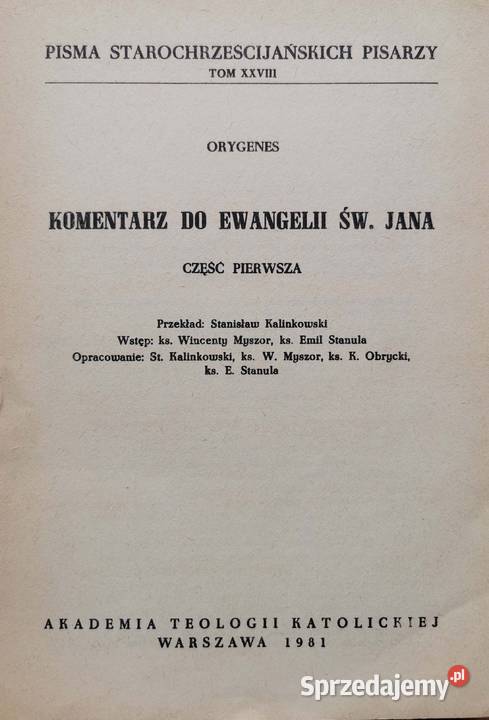 PISMA STAROCHRZESCIJAŃSKICH PISARZY
TOM XXVIII
ORYGENES
KOMENTARZ DO EWANGELII ŚW. JANA
CZĘŚĆ PIERWSZA
Przekład: Stanisław Kalinkowski
Wstęp: ks. Wincenty Myszor, ks. Emil Stanula
Opracowanie: St. Kalinkowski, ks. W. Myszor, ks. K. Obrycki,
ks. E. Stanula
AKADEMIA TEOLOGII KATOLICKIEJ
WARSZAWA 1981
Sprzedajemy.pl